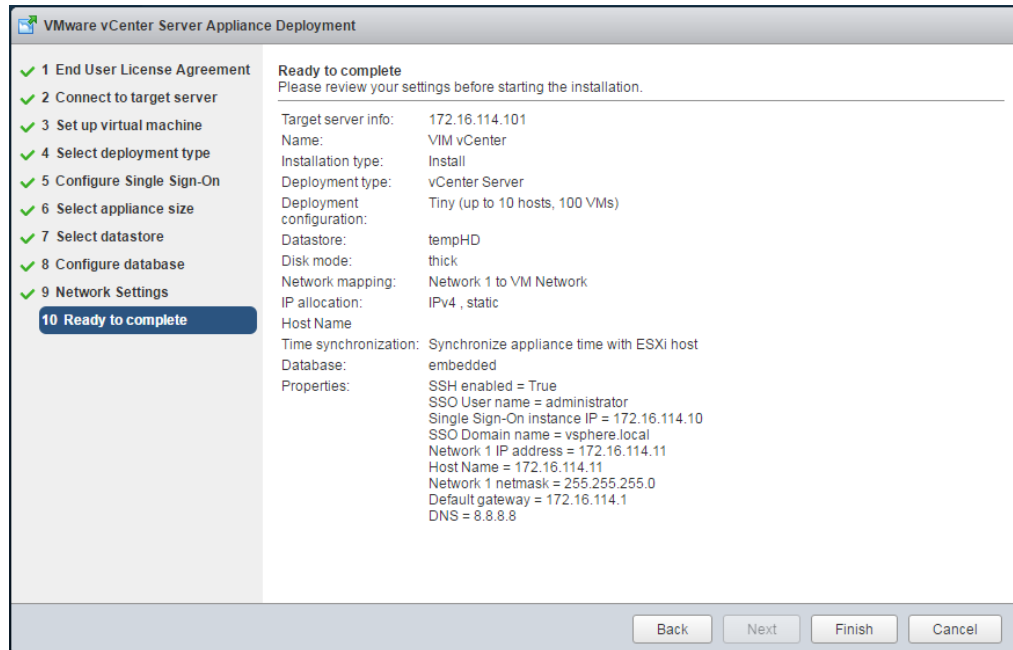 VMware vCenter Server Appliance Deployment
1 End User License Agreement
2 Connect to target server
3 Set up virtual machine
4 Select deployment type
5 Configure Single Sign-On
6 Select appliance size
7 Select datastore
8 Configure database
9 Network Settings
10 Ready to complete
Ready to complete
Please review your settings before starting the installation.
Target server info: 172.16.114.101
Name: VIM vCenter
Installation type: Install
Deployment type: vCenter Server
Deployment Tiny (up to 10 hosts, 100 VMs)
configuration:
Datastore: tempHD
Disk mode: thick
Network mapping: Network 1 to VM Network
IP allocation: IPv4 , static
Host Name
Time synchronization: Synchronize appliance time with ESXi host
Database: embedded
Properties: SSH enabled = True
SSO User name = administrator
Single Sign-On instance IP = 172.16.114.10
SSO Domain name = vsphere.local
Network 1 IP address = 172.16.114.11
Host Name = 172.16.114.11
Network 1 netmask = 255.255.255.0
Default gateway = 172.16.114.1
DNS = 8.8.8.8
Back Next Finish Cancel